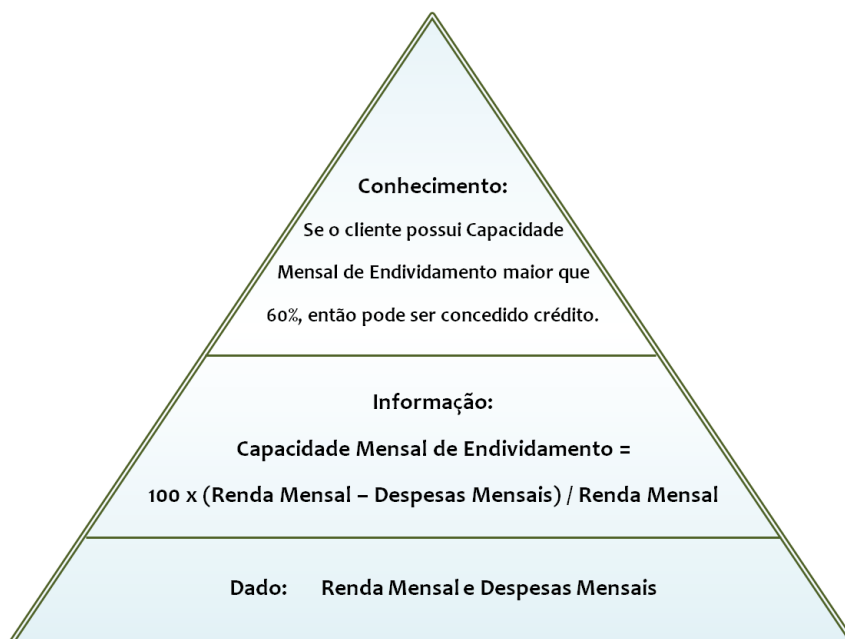 Conhecimento:
Se o cliente possui Capacidade
Mensal de Endividamento maior que
60%, então pode ser concedido crédito.
Informação:
Capacidade Mensal de Endividamento =
100 x (Renda Mensal – Despesas Mensais) / Renda Mensal
Dado: Renda Mensal e Despesas Mensais